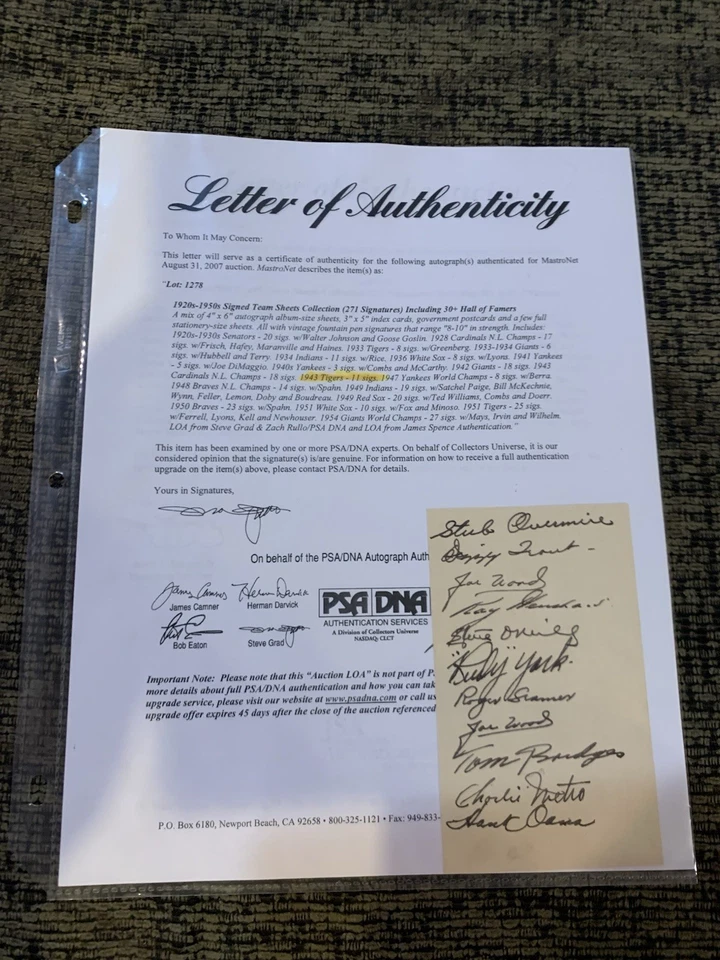 Letter of Authenticity
To Whom It May Concern:
This letter will serve as a certificate of authenticity for the following autograph(s) authenticated for MastroNet
August 31, 2007 auction. MastroNet describes the item(s) as:
"Lot: 1278
1920s-1950s Signed Team Sheets Collection (271 Signatures) Including 30+ Hall of Famers
A mix of 4" x 6" autograph album-size sheets, 3" x 5" index cards, government postcards and a few full
stationery-size sheets. All with vintage fountain pen signatures that range "8-10" in strength. Includes:
1920s-1930s Senators - 20 sigs. w/Walter Johnson and Goose Goslin. 1928 Cardinals N.L. Champs - 17
sigs. w/Frisch, Hafey, Maranville and Haines. 1933 Tigers - 8 sigs. w/Greenberg. 1933-1934 Giants - 6
sigs. w/Hubbell and Terry. 1934 Indians - 11 sigs. w/Rice. 1936 White Sox - 8 sigs. w/Lyons. 1941 Yankees
- 5 sigs. w/Joe DiMaggio. 1940s Yankees - 3 sigs. w/Combs and McCarthy. 1942 Giants - 18 sigs. 1943
Cardinals N.L. Champs - 18 sigs. 1943 Tigers - 11 sigs. 1947 Yankees World Champs - 8 sigs. w/Berra.
1948 Braves N.L. Champs - 14 sigs. w/Spahn. 1949 Indians - 19 sigs. w/Satchel Paige, Bill McKechnie,
Wynn, Feller, Lemon, Doby and Boudreau. 1949 Red Sox - 20 sigs. w/Ted Williams, Combs and Doerr.
1950 Braves - 23 sigs. w/Spahn. 1951 White Sox - 10 sigs. w/Fox and Minoso. 1951 Tigers - 25 sigs.
w/Ferrell, Lyons, Kell and Newhouser. 1954 Giants World Champs - 27 sigs. w/Mays, Irvin and Wilhelm.
LOA from Steve Grad & Zach Rullo/PSA DNA and LOA from James Spence Authentication."
This item has been examined by one or more PSA/DNA experts. On behalf of Collectors Universe, it is our
considered opinion that the signature(s) is/are genuine. For information on how to receive a full authentication
upgrade on the item(s) above, please contact PSA/DNA for details.
Yours in Signatures,
On behalf of the PSA/DNA Autograph Auth
James Camner Herman Darvick
James Camner Herman Darvick
Bob Eaton Steve Grad
PSA DNA
AUTHENTICATION SERVICES
A Division of Collectors Universe
NASDAQ: CLCT
Important Note: Please note that this "Auction LOA" is not part of P
more details about full PSA/DNA authentication and how you can tak
upgrade service, please visit our website at www.psadna.com or call us
upgrade offer expires 45 days after the close of the auction referenced
P.O. Box 6180, Newport Beach, CA 92658 • 800-325-1121 • Fax: 949-833-
Stub Overmire
Dizzy Trout
Joe Wood
Steve O'Neill
"Rudy" York
Roger Cramer
Joe Wood
Tom Bridges
Charlie Metro
Hank Oana